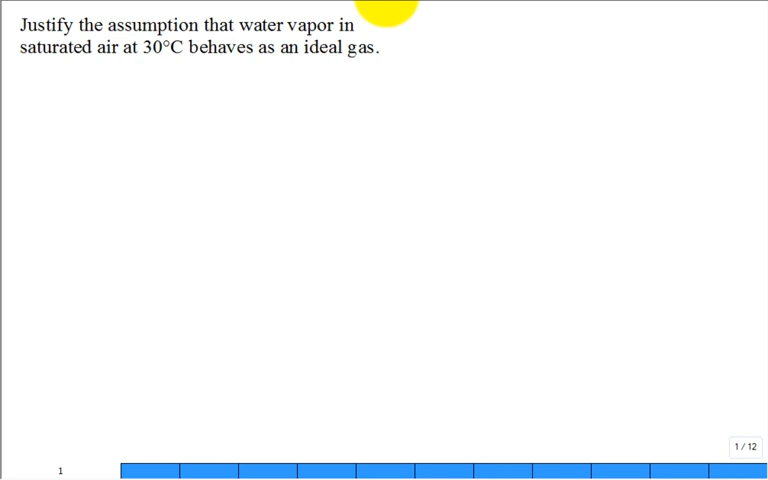 Justify the assumption that water vapor in
saturated air at 30°C behaves as an ideal gas.
1 / 12
1